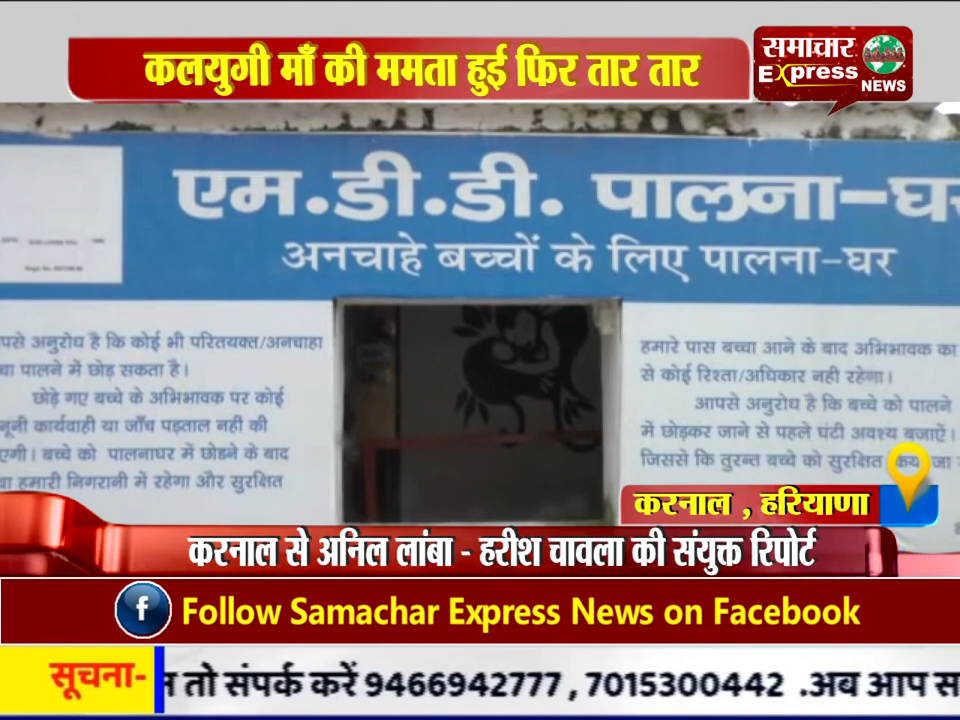 कलयुगी माँ की ममता हुई फिर तार तार
समाचार
Express
NEWS
एम.डी.डी. पालना-घर
अनचाहे बच्चों के लिए पालना-घर
पसे अनुरोध है कि कोई भी परित्यक्त/अनचाहा
चा पालने में छोड़ सकता है।
छोड़े गए बच्चे के अभिभावक पर कोई
नूनी कार्यवाही या जाँच पड़ताल नही की
एगी। बच्चे को पालनाघर में छोडने के बाद
चा हमारी निगरानी में रहेगा और सुरक्षित
हमारे पास बच्चा आने के बाद अभिभावक का
से कोई रिश्ता/अधिकार नही रहेगा।
आपसे अनुरोध है कि बच्चे को पालने
में छोड़कर जाने से पहले घंटी अवश्य बजाऐं।
जिससे कि तुरन्त बच्चे को सुरक्षित किय जा
करनाल , हरियाणा
करनाल से अनिल लांबा - हरीश चावला की संयुक्त रिपोर्ट
f Follow Samachar Express News on Facebook
सूचना- तो संपर्क करें 9466942777 , 7015300442 .अब आप स